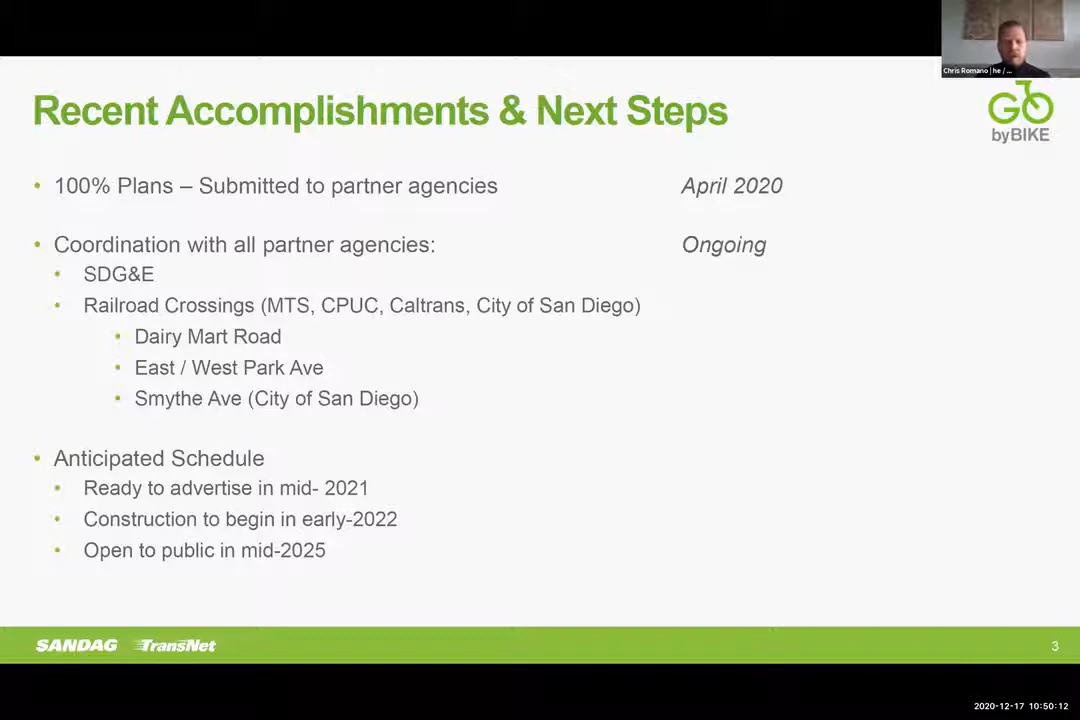 Chris Romano | he / ...
Recent Accomplishments & Next Steps
GO
byBIKE
• 100% Plans – Submitted to partner agencies April 2020
• Coordination with all partner agencies: Ongoing
• SDG&E
• Railroad Crossings (MTS, CPUC, Caltrans, City of San Diego)
• Dairy Mart Road
• East / West Park Ave
• Smythe Ave (City of San Diego)
• Anticipated Schedule
• Ready to advertise in mid- 2021
• Construction to begin in early-2022
• Open to public in mid-2025
SANDAG TransNet 3
2020-12-17 10:50:12